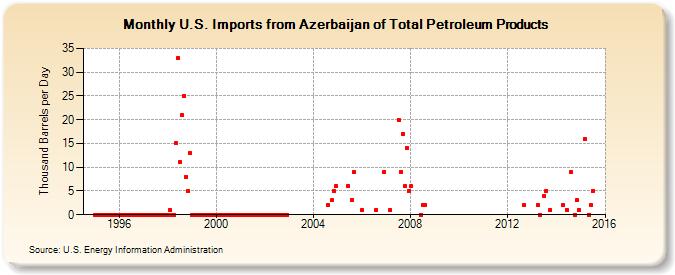 Monthly U.S. Imports from Azerbaijan of Total Petroleum Products
Thousand Barrels per Day
35
30
25
20
15
10
5
0
1996 2000 2004 2008 2012 2016
Source: U.S. Energy Information Administration